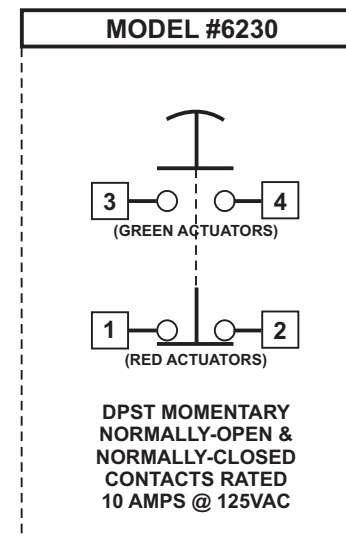 MODEL #6230
3 4
(GREEN ACTUATORS)
1 2
(RED ACTUATORS)
DPST MOMENTARY
NORMALLY-OPEN &
NORMALLY-CLOSED
CONTACTS RATED
10 AMPS @ 125VAC